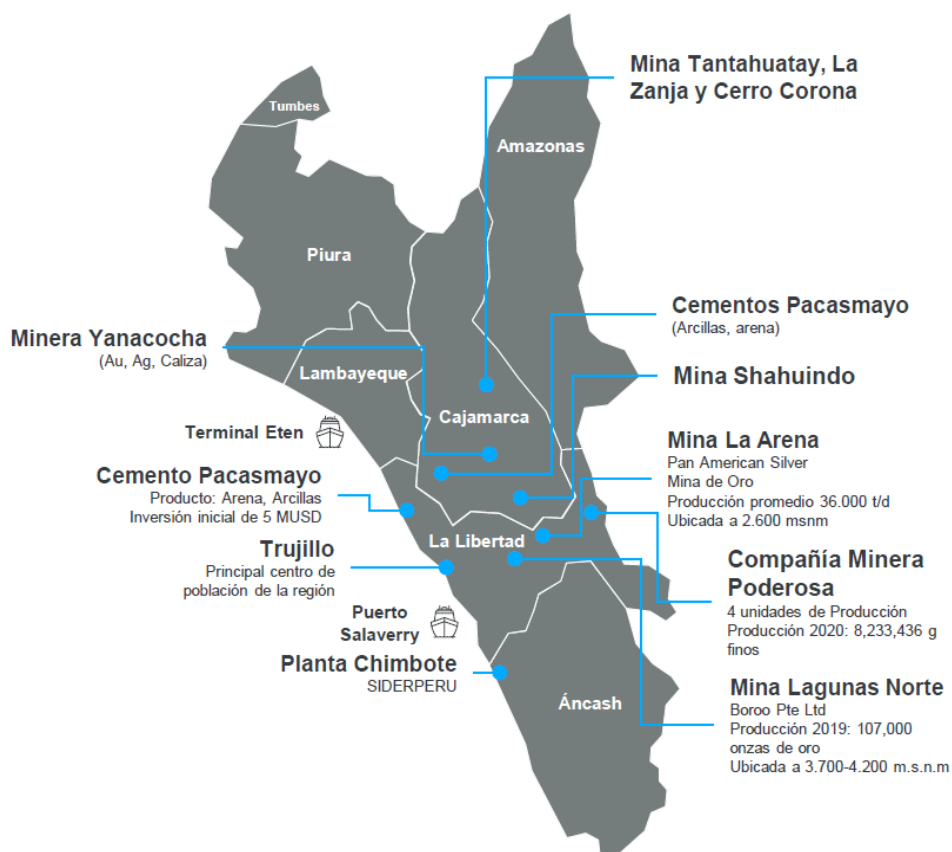 Mina Tantahuatay, La
Zanja y Cerro Corona
Tumbes
Amazonas
Piura
Minera Yanacocha
(Au, Ag, Caliza)
Cementos Pacasmayo
(Arcillas, arena)
Lambayeque
Mina Shahuindo
Cajamarca
Terminal Eten
Mina La Arena
Pan American Silver
Mina de Oro
Producción promedio 36.000 t/d
Ubicada a 2.600 msnm
Cemento Pacasmayo
Producto: Arena, Arcillas
Inversión inicial de 5 MUSD
La Libertad
Trujillo
Principal centro de
población de la región
Compañía Minera
Poderosa
4 unidades de Producción
Producción 2020: 8,233,436 g
finos
Puerto
Salaverry
Planta Chimbote
SIDERPERU
Áncash
Mina Lagunas Norte
Boroo Pte Ltd
Producción 2019: 107,000
onzas de oro
Ubicada a 3.700-4.200 m.s.n.m